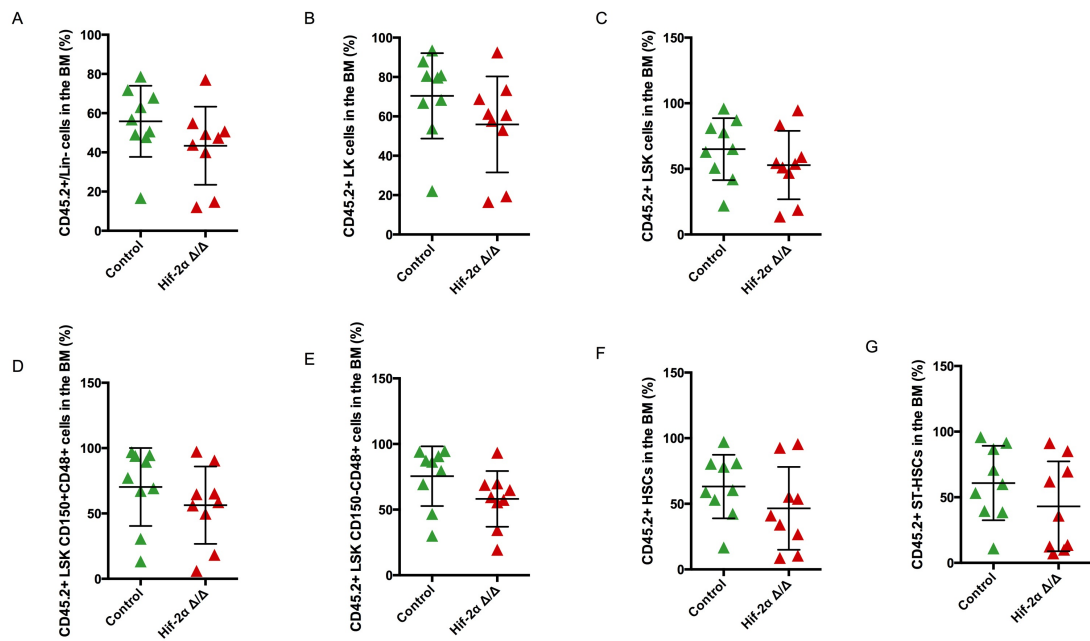 A
CD45.2+/Lin- cells in the BM (%)
100
80
60
40
20
0
Control
Hif-2α Δ/Δ
B
CD45.2+ LK cells in the BM (%)
100
80
60
40
20
0
Control
Hif-2α Δ/Δ
C
CD45.2+ LSK cells in the BM (%)
150
100
50
0
Control
Hif-2α Δ/Δ
D
CD45.2+ LSK CD150+CD48+ cells in the BM (%)
150
100
50
0
Control
Hif-2α Δ/Δ
E
CD45.2+ LSK CD150-CD48+ cells in the BM (%)
150
100
50
0
Control
Hif-2α Δ/Δ
F
CD45.2+ HSCs in the BM (%)
150
100
50
0
Control
Hif-2α Δ/Δ
G
CD45.2+ ST-HSCs in the BM (%)
150
100
50
0
Control
Hif-2α Δ/Δ